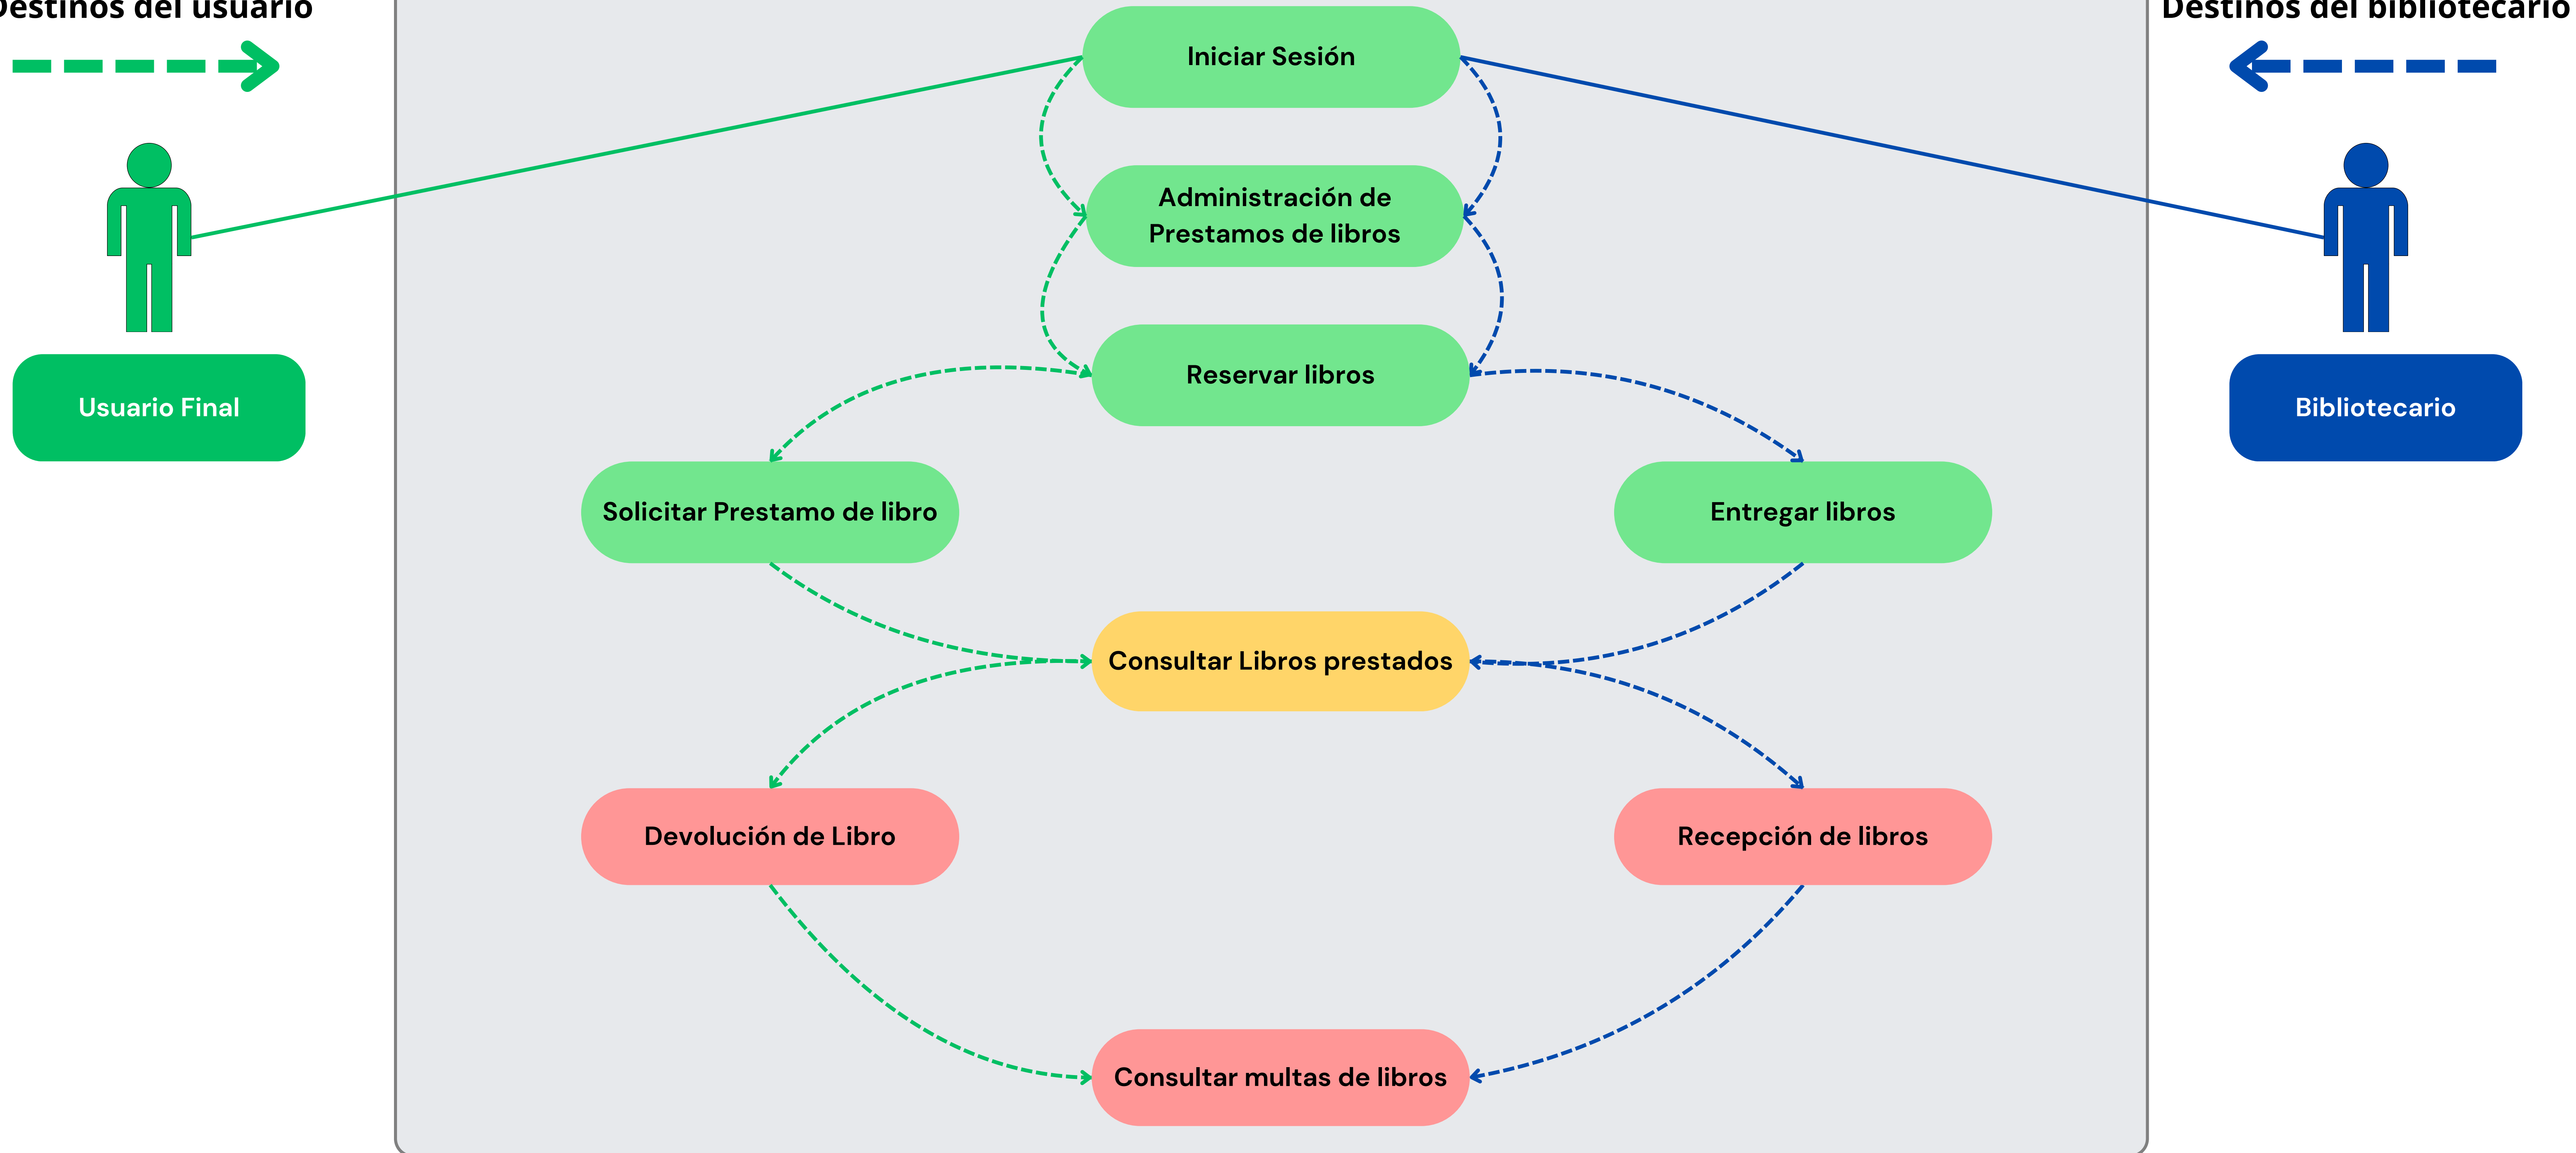 Destinos del usuario
Destinos del bibliotecario
Iniciar Sesión
Administración de
Prestamos de libros
Reservar libros
Usuario Final
Bibliotecario
Solicitar Prestamo de libro
Entregar libros
Consultar Libros prestados
Devolución de Libro
Recepción de libros
Consultar multas de libros